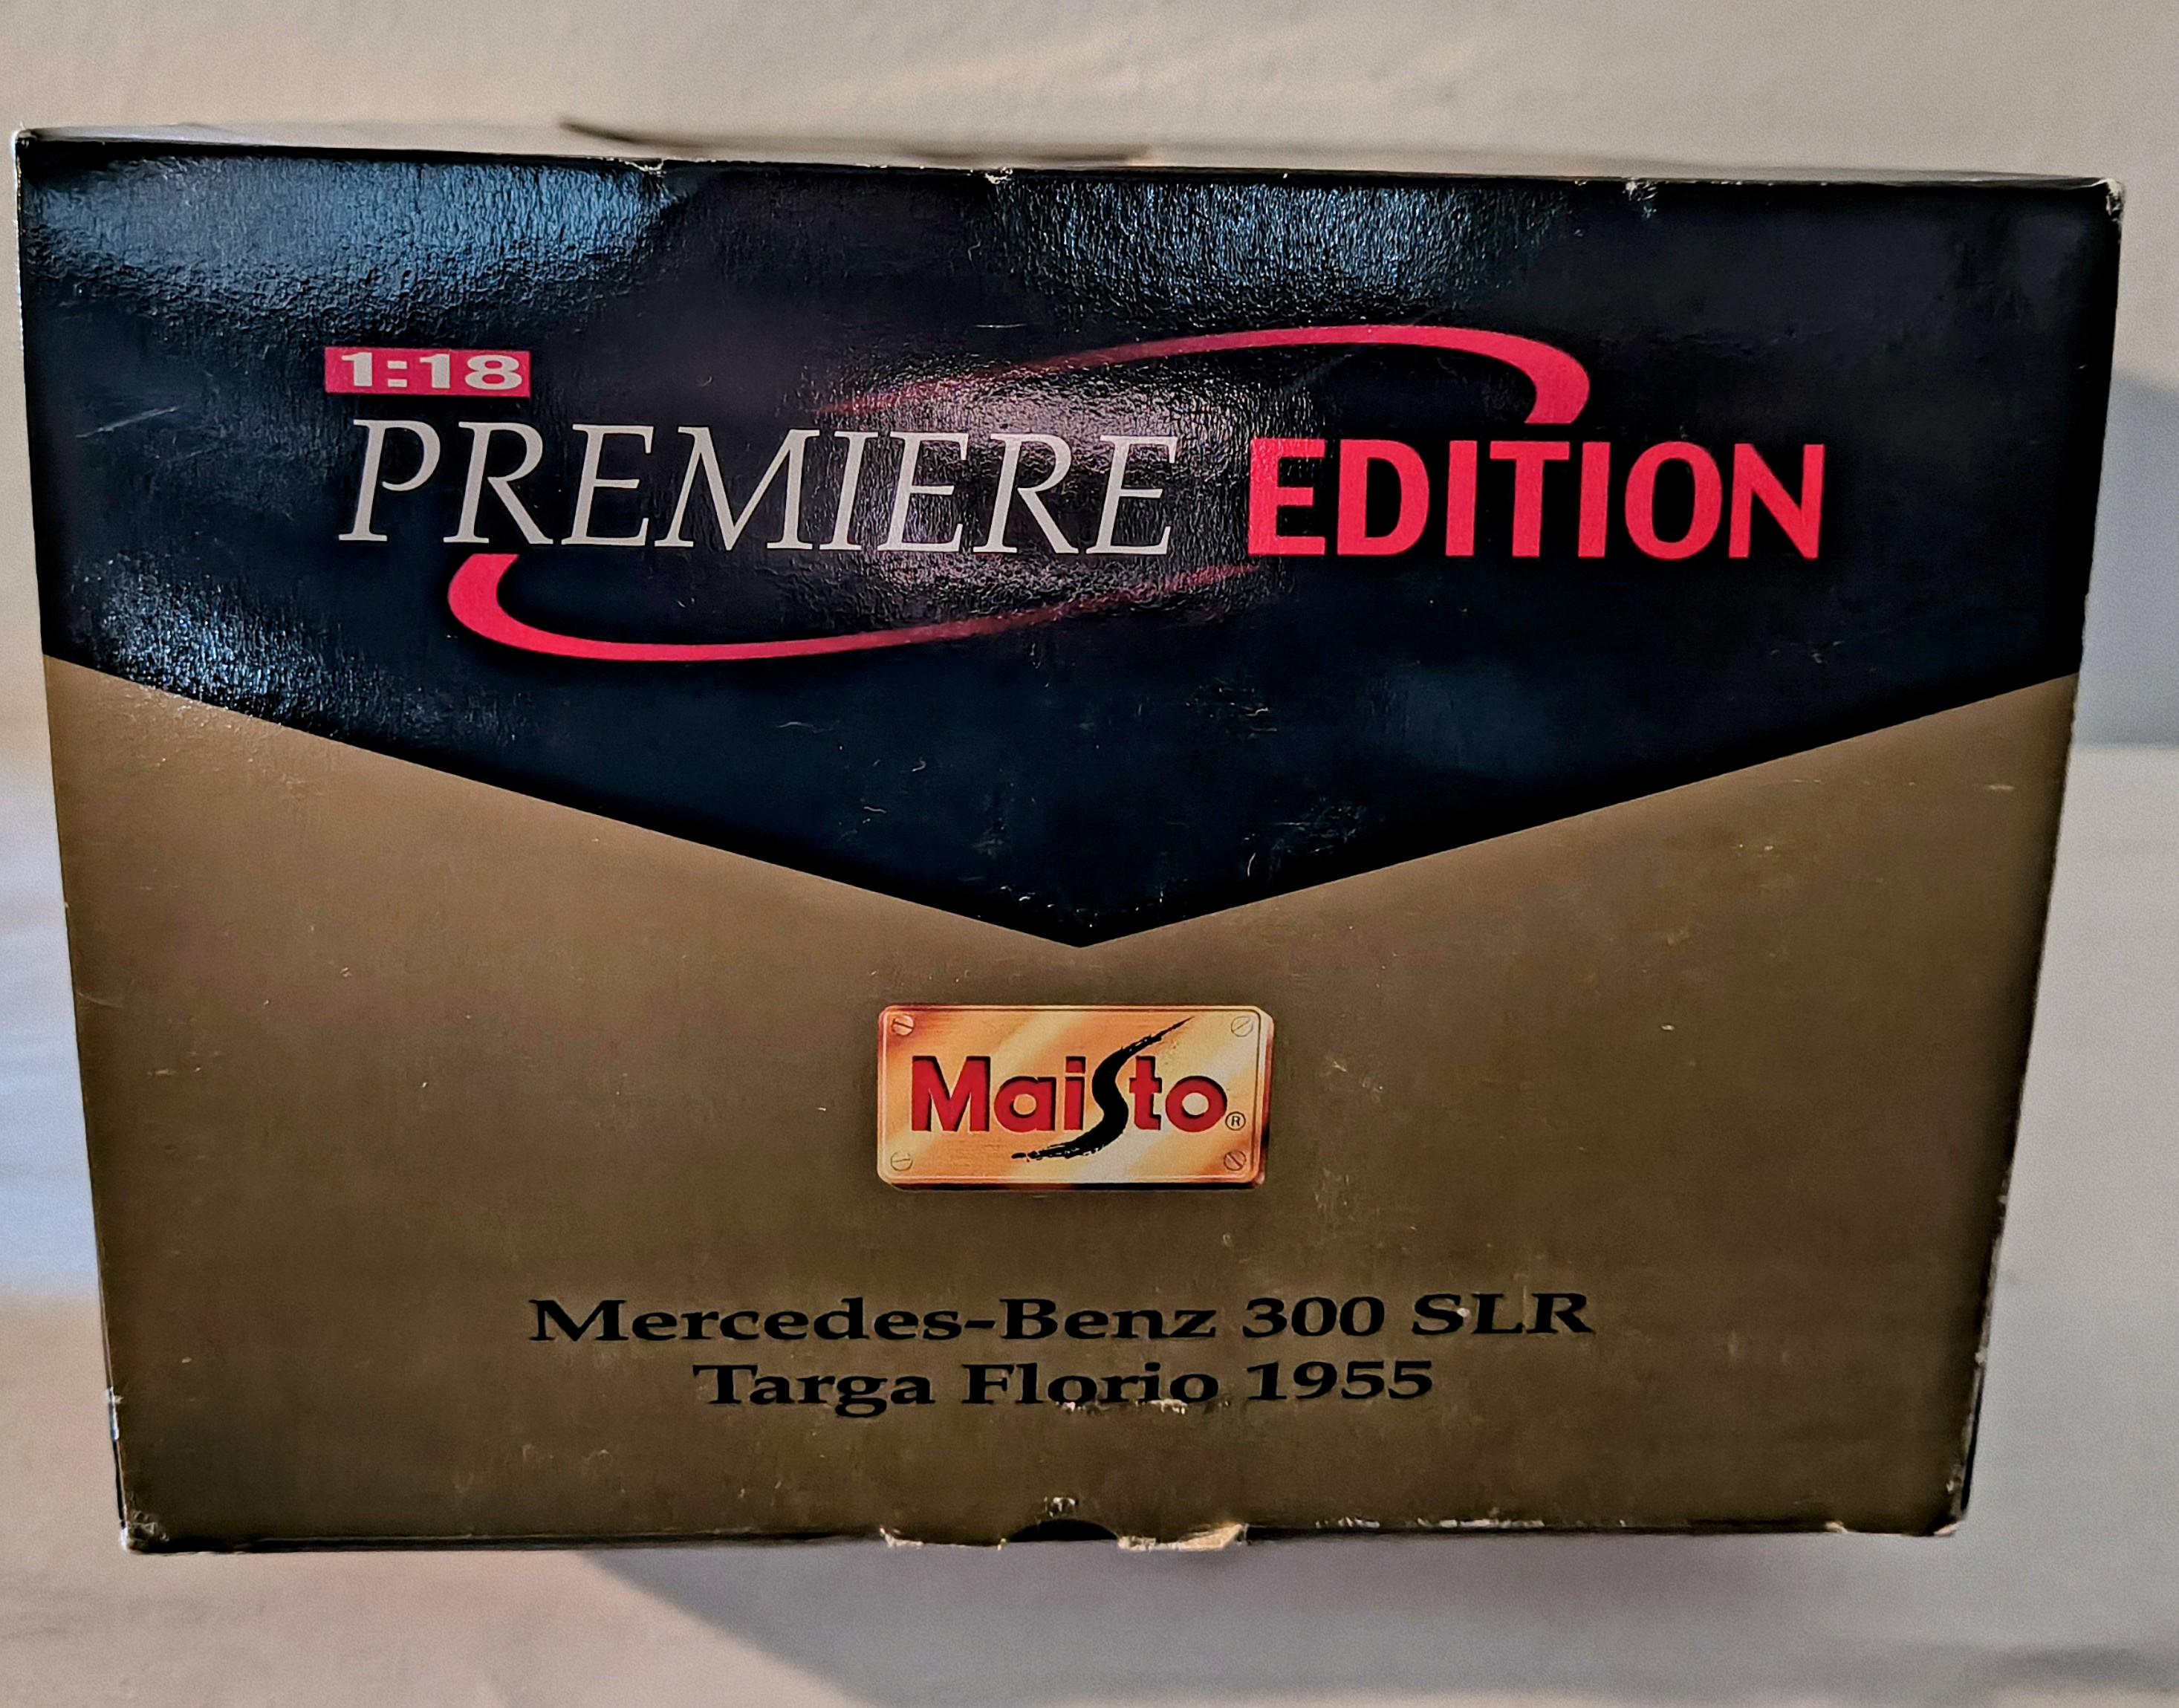 1:18
PREMIERE EDITION
Maisto®
Mercedes-Benz 300 SLR
Targa Florio 1955